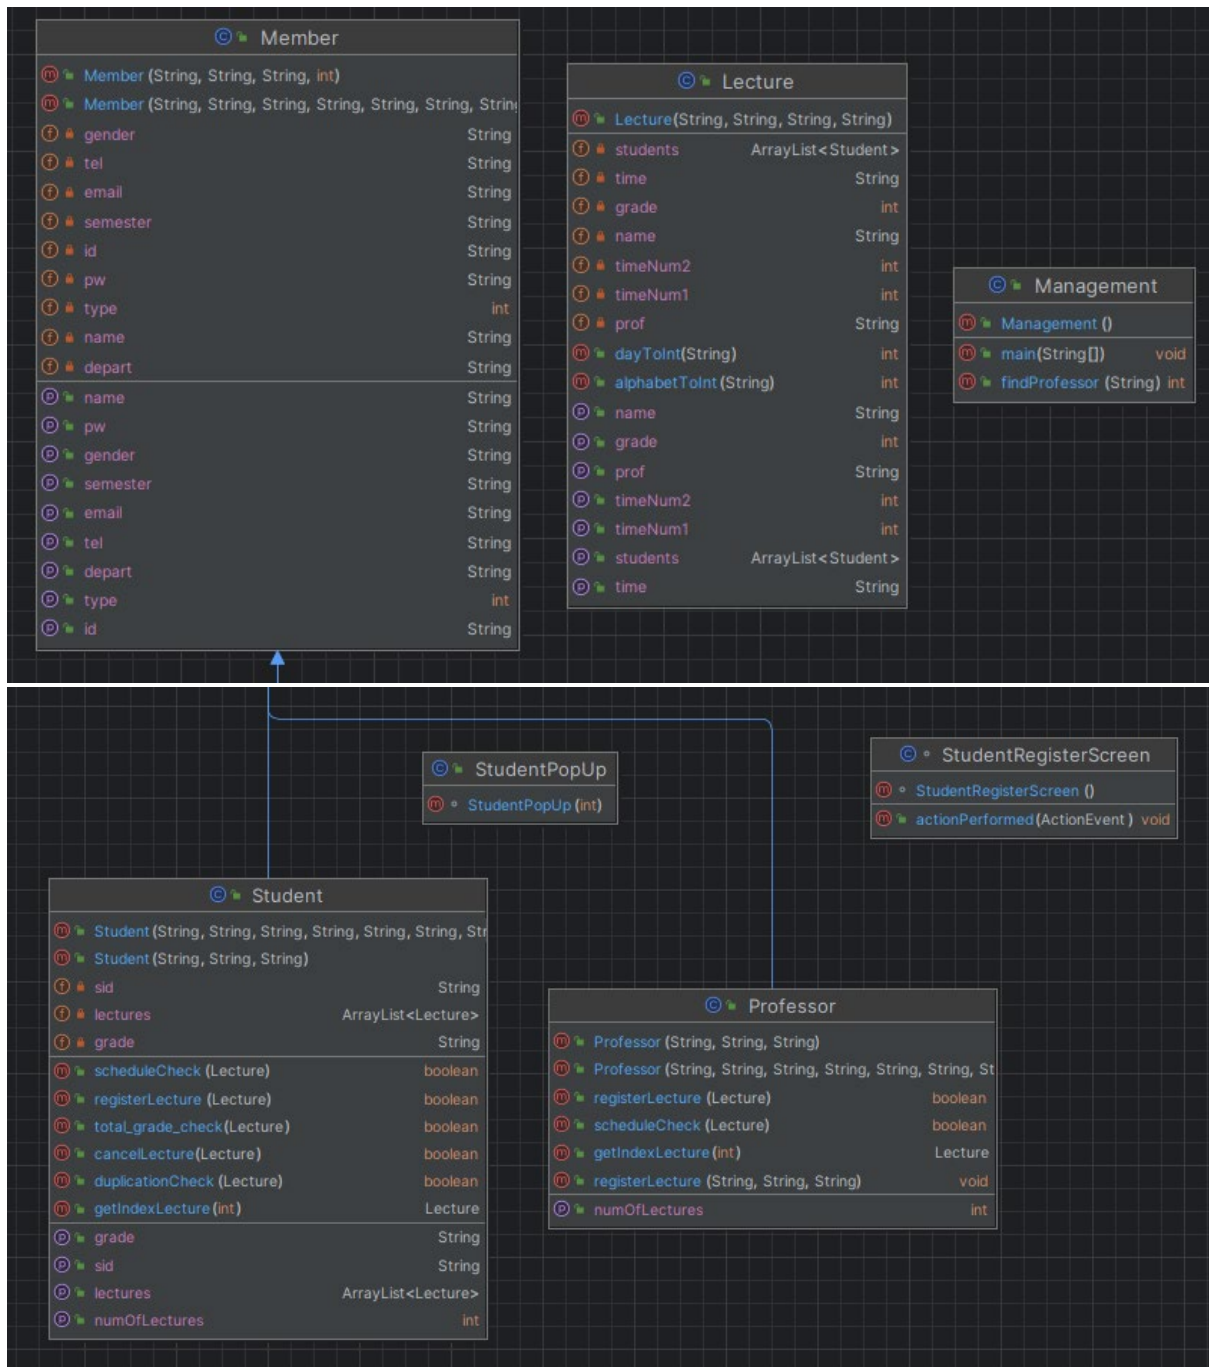 Member
Member(String, String, String, int)
Member(String, String, String, String, String, String, String
gender String
tel String
email String
semester String
id String
pw String
type int
name String
depart String
name String
pw String
gender String
semester String
email String
tel String
depart String
type int
id String
Lecture
Lecture(String, String, String, String)
students ArrayList<Student>
time String
grade int
name String
timeNum2 int
timeNum1 int
prof String
dayToInt(String) int
alphabetToInt(String) int
name String
grade int
prof String
timeNum2 int
timeNum1 int
students ArrayList<Student>
time String
Management
Management()
main(String[]) void
findProfessor(String) int
StudentPopUp
StudentPopUp(int)
StudentRegisterScreen
StudentRegisterScreen()
actionPerformed(ActionEvent) void
Student
Student(String, String, String, String, String, String, Str
Student(String, String, String)
sid String
lectures ArrayList<Lecture>
grade String
scheduleCheck(Lecture) boolean
registerLecture(Lecture) boolean
total_grade_check(Lecture) boolean
cancelLecture(Lecture) boolean
duplicationCheck(Lecture) boolean
getIndexLecture(int) Lecture
grade String
sid String
lectures ArrayList<Lecture>
numOfLectures int
Professor
Professor(String, String, String)
Professor(String, String, String, String, String, String, St
registerLecture(Lecture) boolean
scheduleCheck(Lecture) boolean
getIndexLecture(int) Lecture
registerLecture(String, String, String) void
numOfLectures int